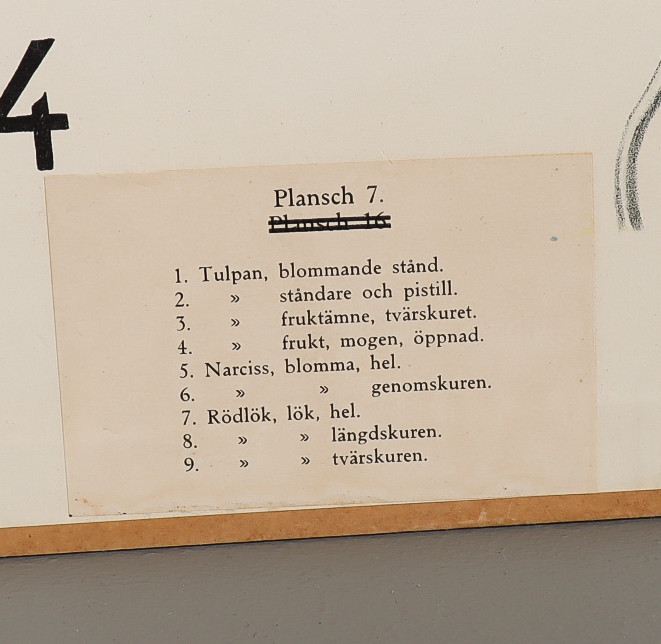 4
Plansch 7.
Plansch 16.
1. Tulpan, blommande stånd.
2. » ståndare och pistill.
3. » fruktämne, tvärskuret.
4. » frukt, mogen, öppnad.
5. Narciss, blomma, hel.
6. » » genomskuren.
7. Rödlök, lök, hel.
8. » » längdskuren.
9. » » tvärskuren.